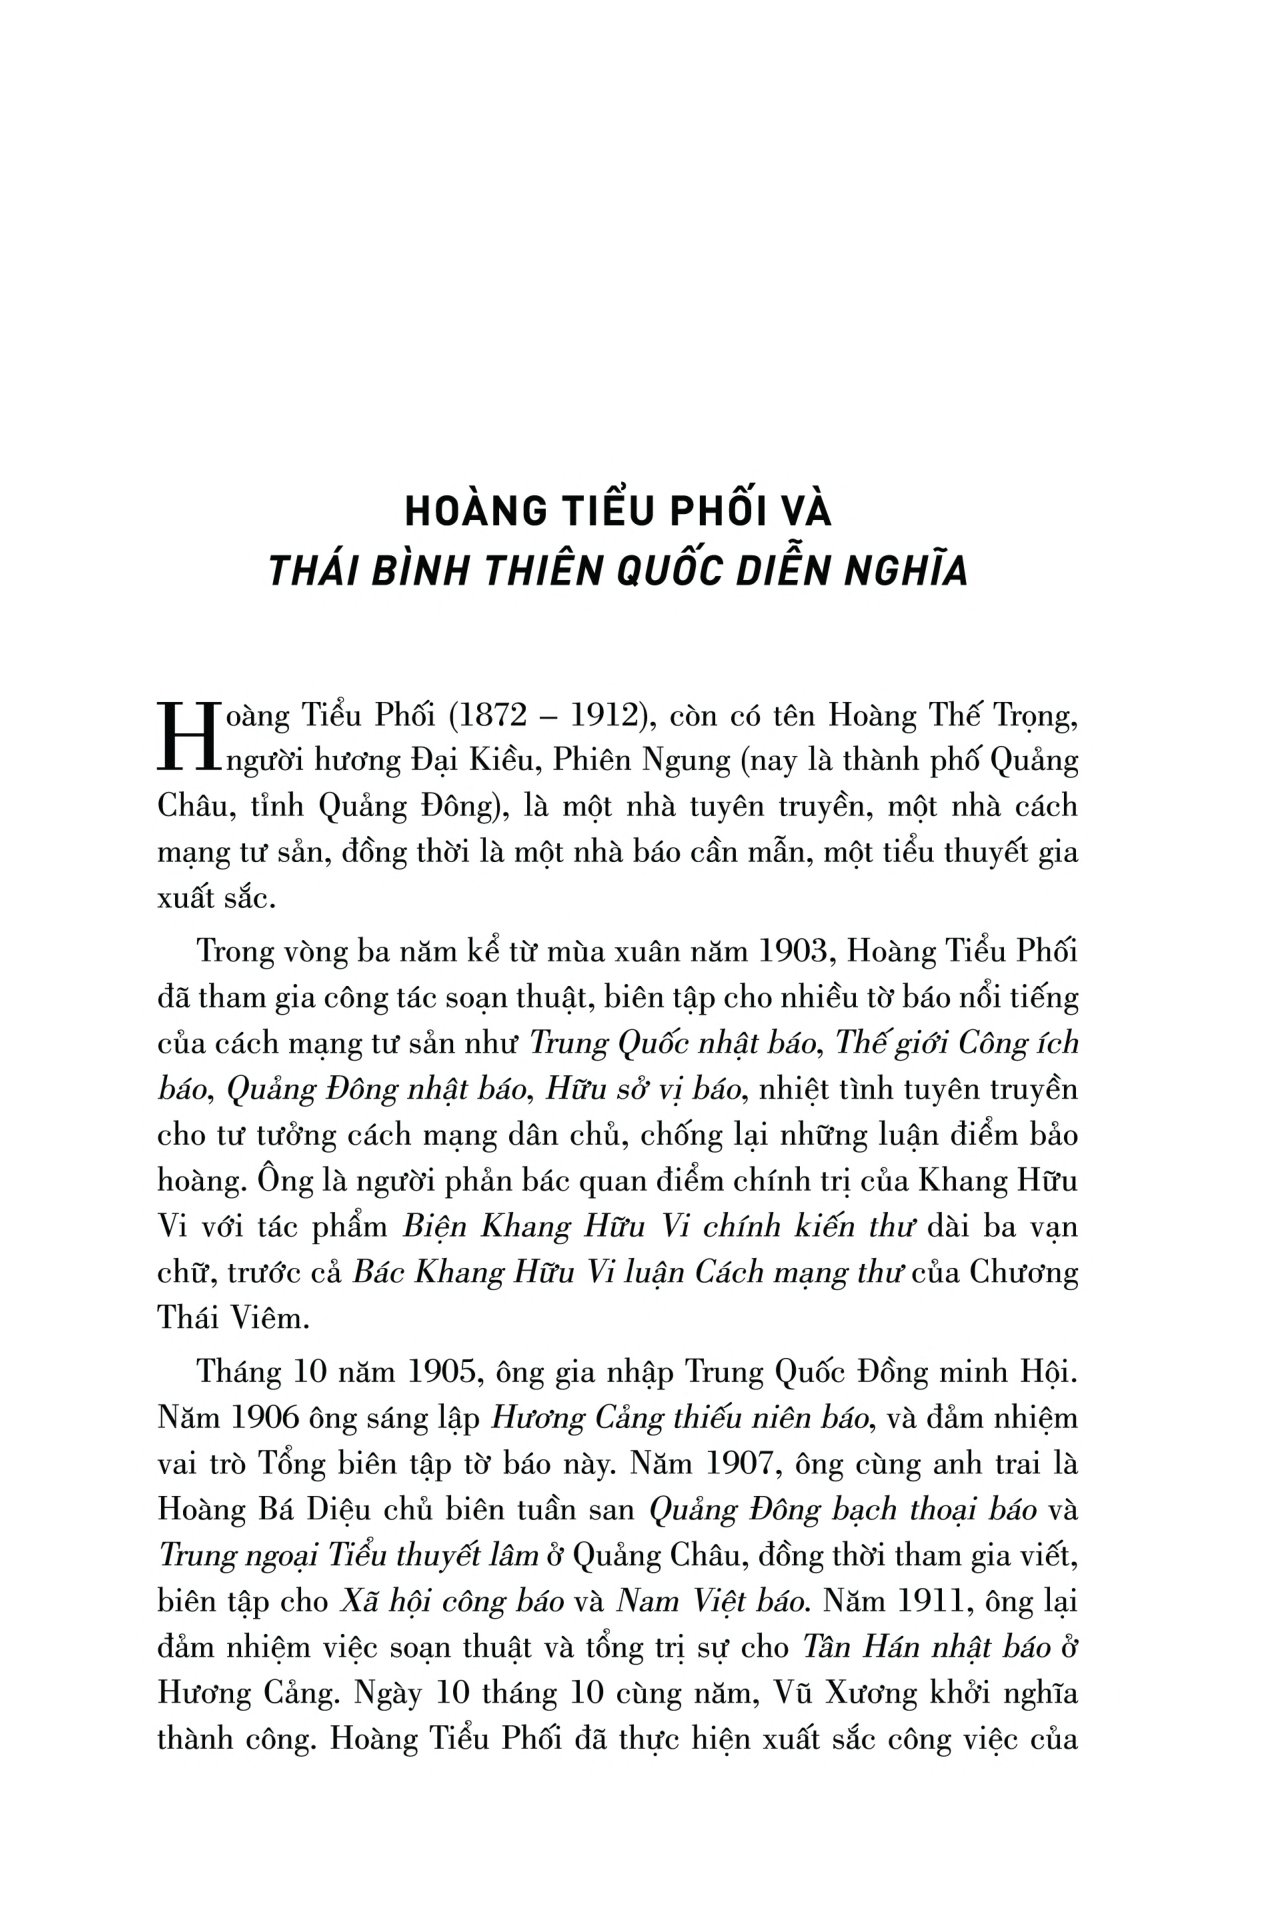 HOÀNG TIỂU PHỐI VÀ
THÁI BÌNH THIÊN QUỐC DIỄN NGHĨA
Hoàng Tiểu Phối (1872 – 1912), còn có tên Hoàng Thế Trọng,
người hương Đại Kiều, Phiên Ngung (nay là thành phố Quảng
Châu, tỉnh Quảng Đông), là một nhà tuyên truyền, một nhà cách
mạng tư sản, đồng thời là một nhà báo cần mẫn, một tiểu thuyết gia
xuất sắc.
Trong vòng ba năm kể từ mùa xuân năm 1903, Hoàng Tiểu Phối
đã tham gia công tác soạn thuật, biên tập cho nhiều tờ báo nổi tiếng
của cách mạng tư sản như Trung Quốc nhật báo, Thế giới Công ích
báo, Quảng Đông nhật báo, Hữu sở vị báo, nhiệt tình tuyên truyền
cho tư tưởng cách mạng dân chủ, chống lại những luận điểm bảo
hoàng. Ông là người phản bác quan điểm chính trị của Khang Hữu
Vi với tác phẩm Biện Khang Hữu Vi chính kiến thư dài ba vạn
chữ, trước cả Bác Khang Hữu Vi luận Cách mạng thư của Chương
Thái Viêm.
Tháng 10 năm 1905, ông gia nhập Trung Quốc Đồng minh Hội.
Năm 1906 ông sáng lập Hương Cảng thiếu niên báo, và đảm nhiệm
vai trò Tổng biên tập tờ báo này. Năm 1907, ông cùng anh trai là
Hoàng Bá Diệu chủ biên tuần san Quảng Đông bạch thoại báo và
Trung ngoại Tiểu thuyết lâm ở Quảng Châu, đồng thời tham gia viết,
biên tập cho Xã hội công báo và Nam Việt báo. Năm 1911, ông lại
đảm nhiệm việc soạn thuật và tổng trị sự cho Tân Hán nhật báo ở
Hương Cảng. Ngày 10 tháng 10 cùng năm, Vũ Xương khởi nghĩa
thành công. Hoàng Tiểu Phối đã thực hiện xuất sắc công việc của